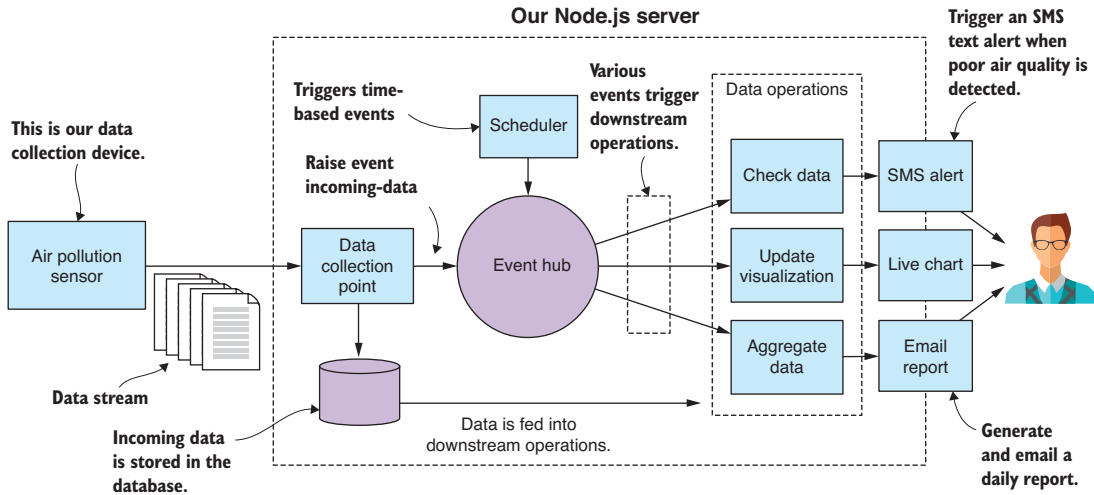 Our Node.js server
Trigger an SMS
text alert when
poor air quality is
detected.
This is our data
collection device.
Triggers time-
based events
Scheduler
Various
events trigger
downstream
operations.
Data operations
Raise event
incoming-data
Check data
SMS alert
Air pollution
sensor
Data
collection
point
Event hub
Update
visualization
Live chart
Aggregate
data
Email
report
Data stream
Incoming data
is stored in the
database.
Data is fed into
downstream operations.
Generate
and email a
daily report.